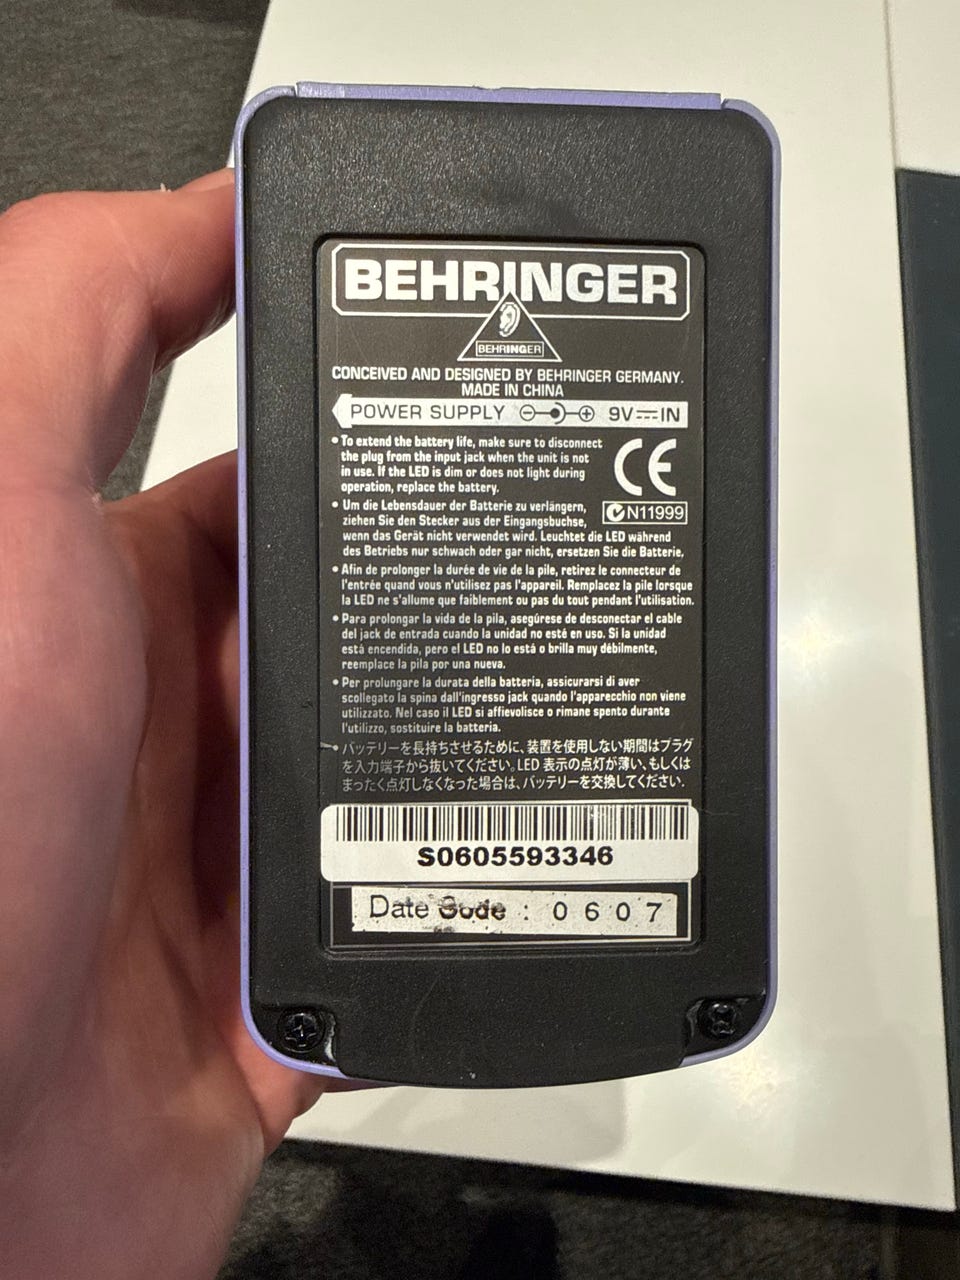 BEHRINGER
BEHRINGER
CONCEIVED AND DESIGNED BY BEHRINGER GERMANY.
MADE IN CHINA
POWER SUPPLY 9V IN
• To extend the battery life, make sure to disconnect
the plug from the input jack when the unit is not
in use. If the LED is dim or does not light during
operation, replace the battery.
CE
N11999
• Um die Lebensdauer der Batterie zu verlängern,
ziehen Sie den Stecker aus der Eingangsbuchse,
wenn das Gerät nicht verwendet wird. Leuchtet die LED während
des Betriebs nur schwach oder gar nicht, ersetzen Sie die Batterie,
• Afin de prolonger la durée de vie de la pile, retirez le connecteur de
l'entrée quand vous n'utilisez pas l'appareil. Remplacez la pile lorsque
la LED ne s'allume que faiblement ou pas du tout pendant l'utilisation.
• Para prolongar la vida de la pila, asegúrese de desconectar el cable
del jack de entrada cuando la unidad no esté en uso. Si la unidad
está encendida, pero el LED no lo está o brilla muy débilmente,
reemplace la pila por una nueva.
• Per prolungare la durata della batteria, assicurarsi di aver
scollegato la spina dall'ingresso jack quando l'apparecchio non viene
utilizzato. Nel caso il LED si affievolisce o rimane spento durante
l'utilizzo, sostituire la batteria.
• バッテリーを長持ちさせるために、装置を使用しない期間はプラグ
を入力端子から抜いてください。LED 表示の点灯が薄い、もしくは
まったく点灯しなくなった場合は、バッテリーを交換してください.
S0605593346
Date Code : 0607